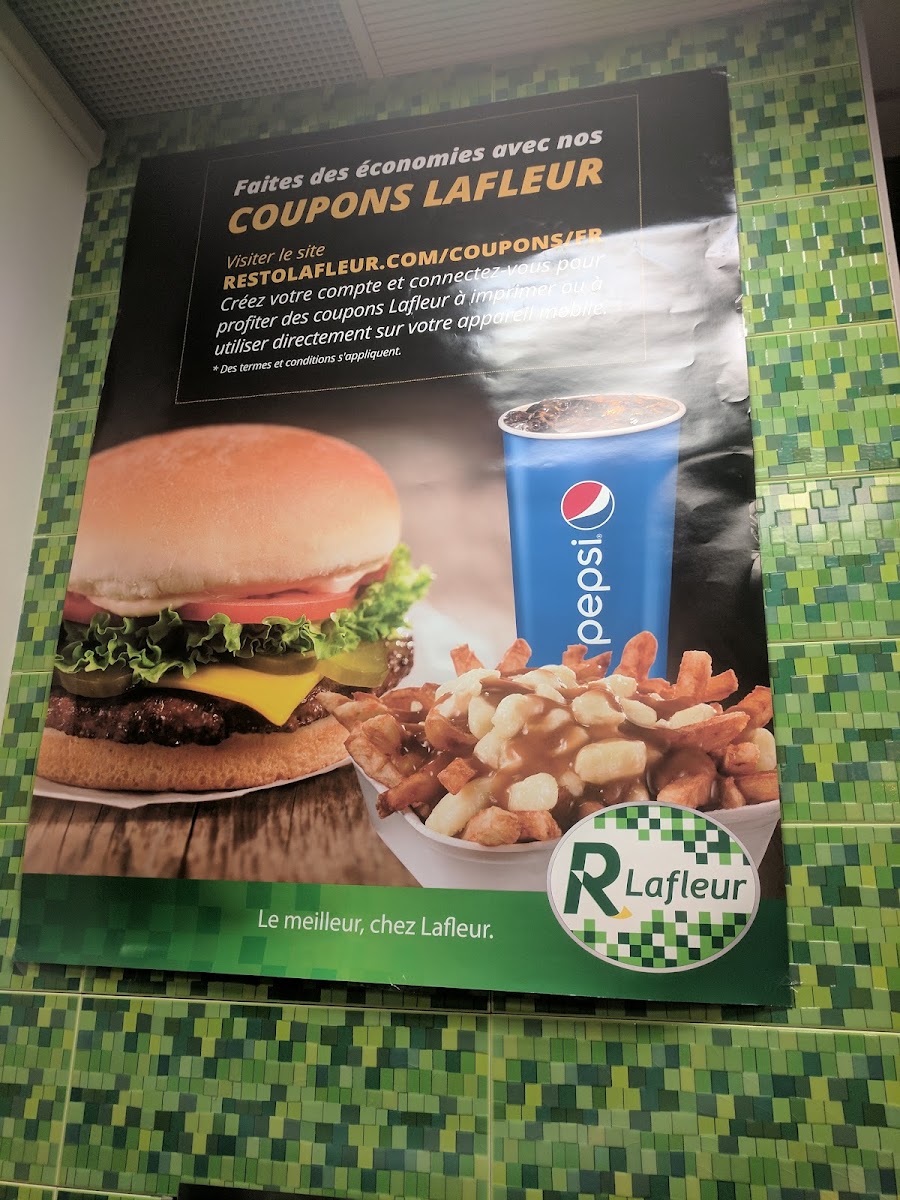 Faites des économies avec nos
COUPONS LAFLEUR
Visiter le site
RESTOLAFLEUR.COM/COUPONS/FR
Créez votre compte et connectez-vous pour
profiter des coupons Lafleur à imprimer ou à
utiliser directement sur votre appareil mobile.
* Des termes et conditions s'appliquent.
pepsi
R Lafleur
Le meilleur, chez Lafleur.